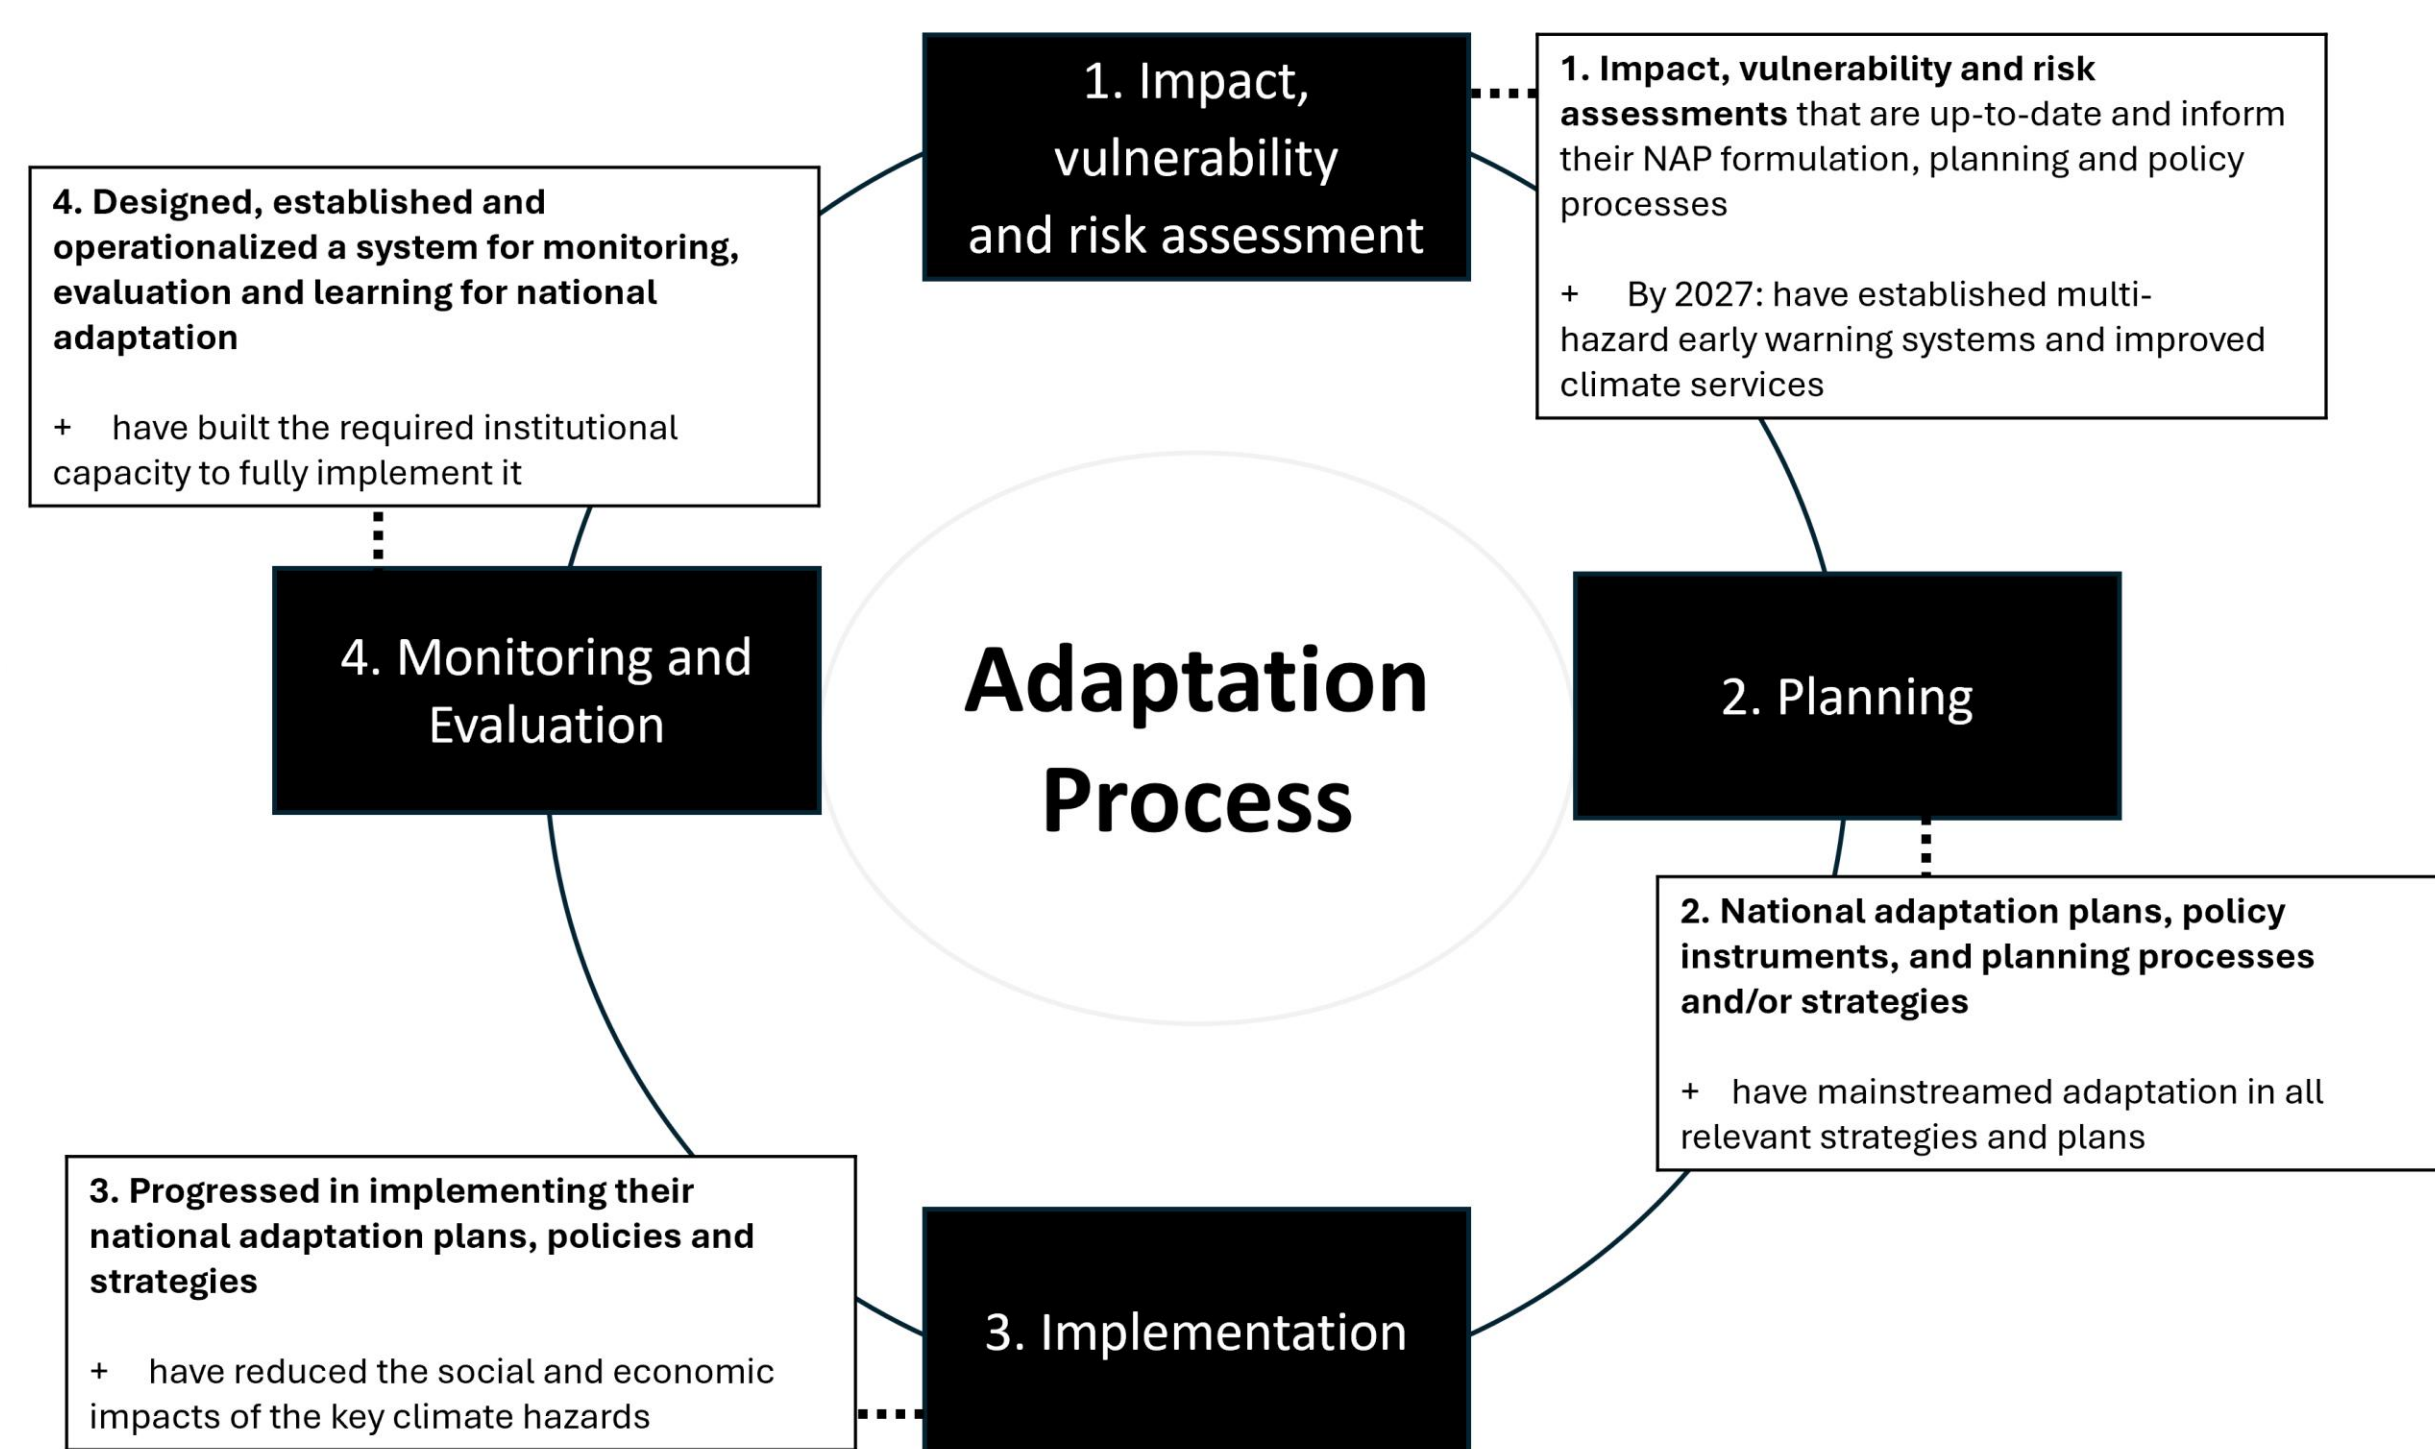 1. Impact,
vulnerability
and risk assessment
1. Impact, vulnerability and risk
assessments that are up-to-date and inform
their NAP formulation, planning and policy
processes
+ By 2027: have established multi-
hazard early warning systems and improved
climate services
4. Designed, established and
operationalized a system for monitoring,
evaluation and learning for national
adaptation
+ have built the required institutional
capacity to fully implement it
4. Monitoring and
Evaluation
Adaptation
Process
2. Planning
2. National adaptation plans, policy
instruments, and planning processes
and/or strategies
+ have mainstreamed adaptation in all
relevant strategies and plans
3. Progressed in implementing their
national adaptation plans, policies and
strategies
+ have reduced the social and economic
impacts of the key climate hazards
3. Implementation